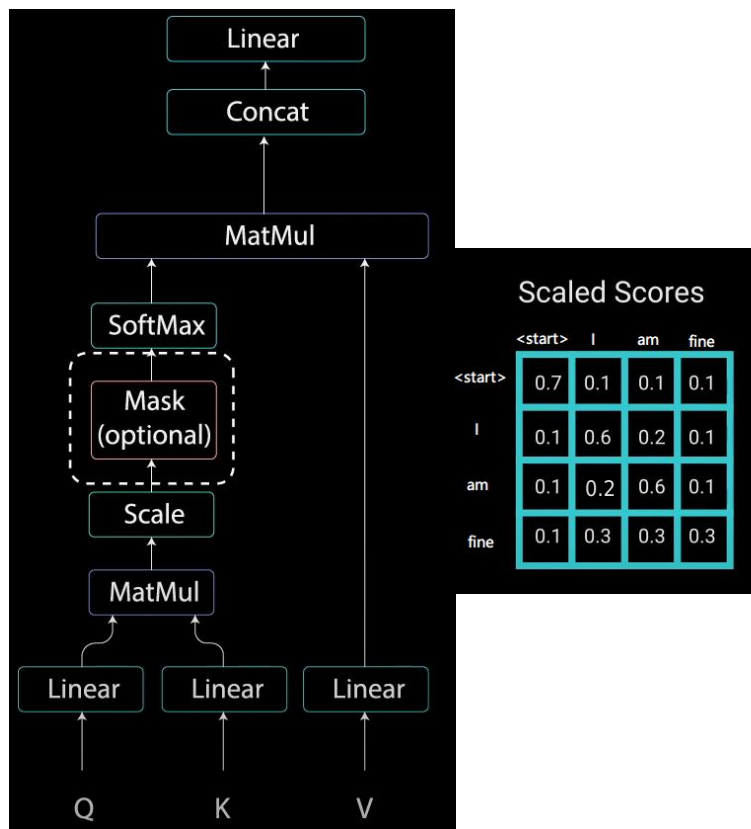 Linear
Concat
MatMul
SoftMax
Mask
(optional)
Scale
MatMul
Linear Linear Linear
Q K V
Scaled Scores
<start> I am fine
<start> 0.7 0.1 0.1 0.1
I 0.1 0.6 0.2 0.1
am 0.1 0.2 0.6 0.1
fine 0.1 0.3 0.3 0.3